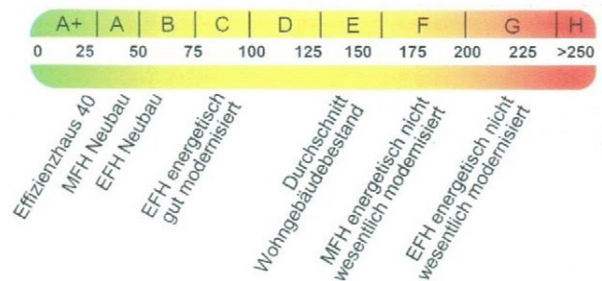 A+ A B C D E F G H
0 25 50 75 100 125 150 175 200 225 >250
Effizienzhaus 40
MFH Neubau
EFH Neubau
EFH energetisch
gut modernisiert
Durchschnitt
Wohngebäudebestand
MFH energetisch nicht
wesentlich modernisiert
EFH energetisch nicht
wesentlich modernisiert